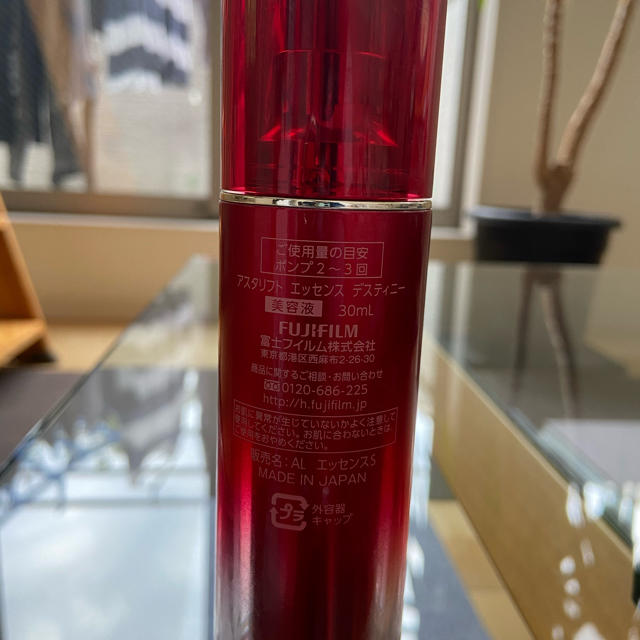 ご使用量の目安
ポンプ2～3回
アスタリフト エッセンス デスティニー
美容液 30mL
FUJIFILM
富士フイルム株式会社
東京都港区西麻布2-26-30
商品に関するご相談・お問い合わせ
0120-686-225
http://h.fujifilm.jp
お肌に異常が生じていないかよく注意して
使用してください。お肌に合わないときは
使用をおやめください。
販売名：AL エッセンスS
MADE IN JAPAN
プラ
外容器
キャップ